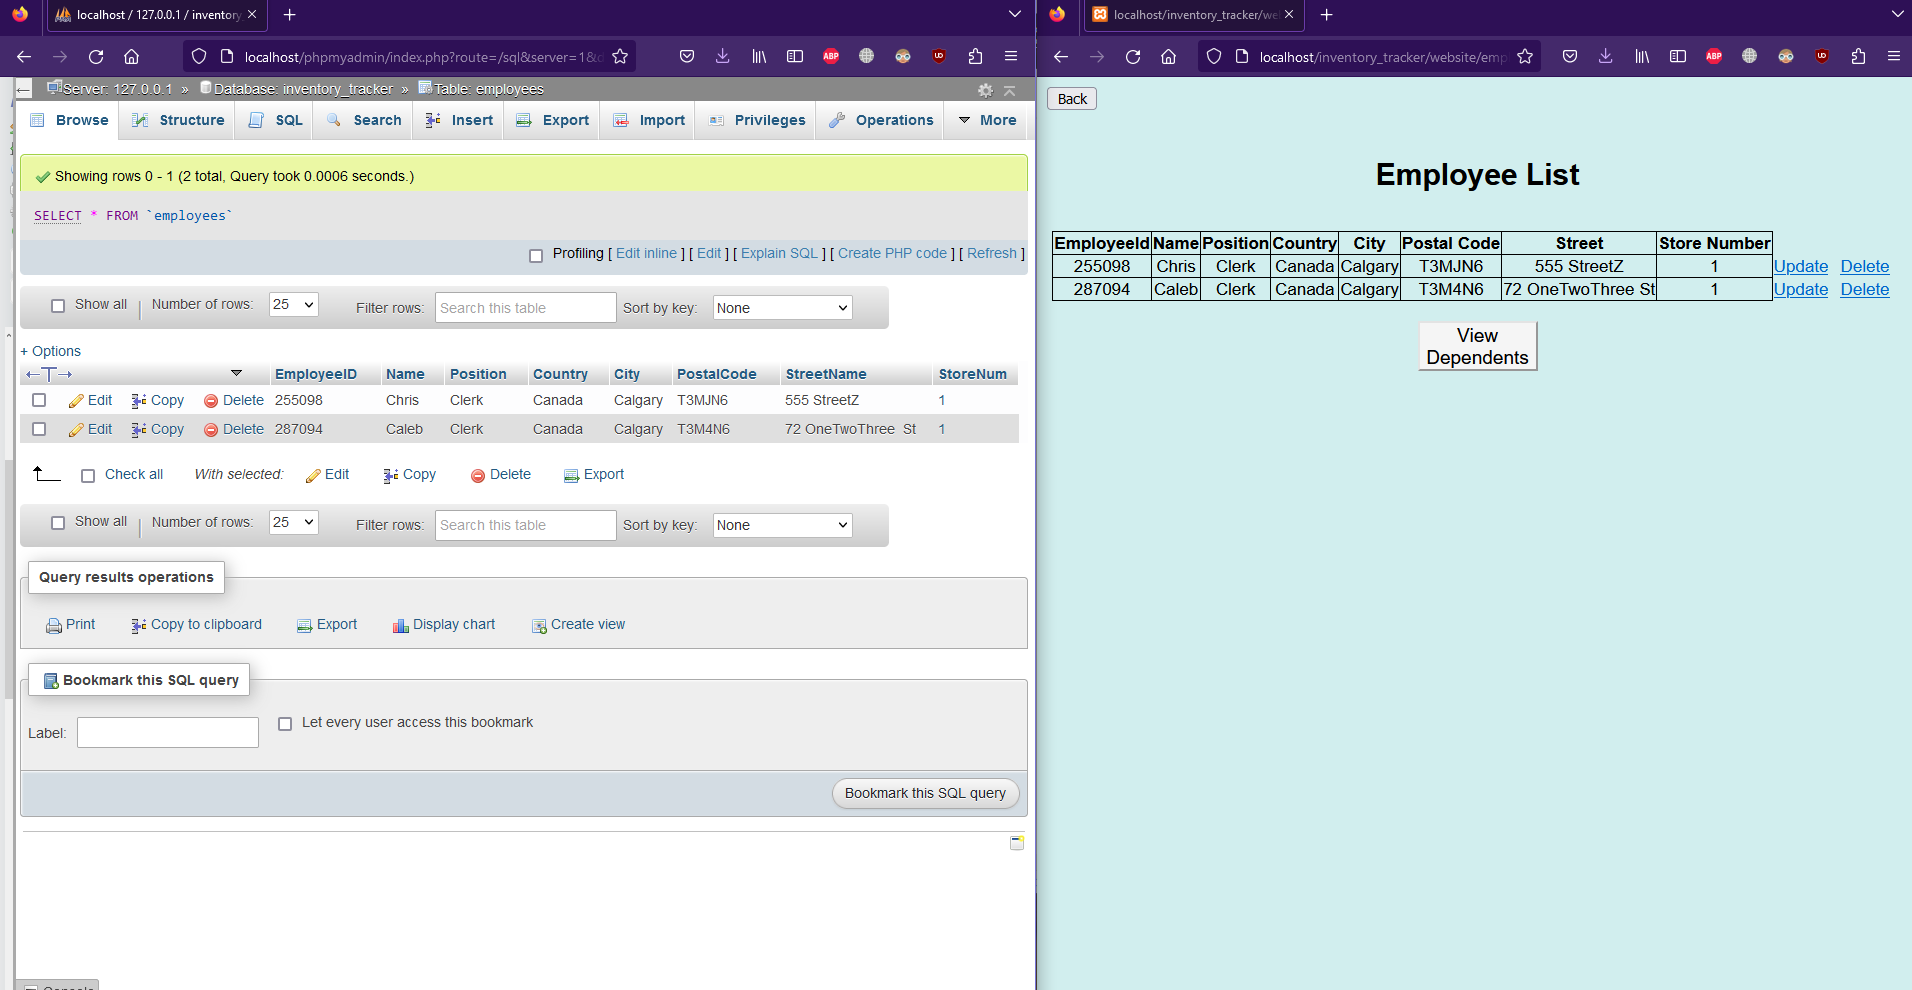 localhost / 127.0.0.1 / inventory
localhost/phpmyadmin/index.php?route=/sql&server=1&
Server: 127.0.0.1 » Database: inventory_tracker » Table: employees
Browse Structure SQL Search Insert Export Import Privileges Operations More
Showing rows 0 - 1 (2 total, Query took 0.0006 seconds.)
SELECT * FROM `employees`
Profiling [ Edit inline ] [ Edit ] [ Explain SQL ] [ Create PHP code ] [ Refresh ]
Show all Number of rows: 25 Filter rows: Search this table Sort by key: None
+ Options
←T→ EmployeeID Name Position Country City PostalCode StreetName StoreNum
Edit Copy Delete 255098 Chris Clerk Canada Calgary T3MJN6 555 StreetZ 1
Edit Copy Delete 287094 Caleb Clerk Canada Calgary T3M4N6 72 OneTwoThree St 1
Check all With selected: Edit Copy Delete Export
Show all Number of rows: 25 Filter rows: Search this table Sort by key: None
Query results operations
Print Copy to clipboard Export Display chart Create view
Bookmark this SQL query
Label: Let every user access this bookmark
Bookmark this SQL query
Console
localhost/inventory_tracker/we
localhost/inventory_tracker/website/emp
Back
Employee List
EmployeeId Name Position Country City Postal Code Street Store Number
255098 Chris Clerk Canada Calgary T3MJN6 555 StreetZ 1 Update Delete
287094 Caleb Clerk Canada Calgary T3M4N6 72 OneTwoThree St 1 Update Delete
View
Dependents